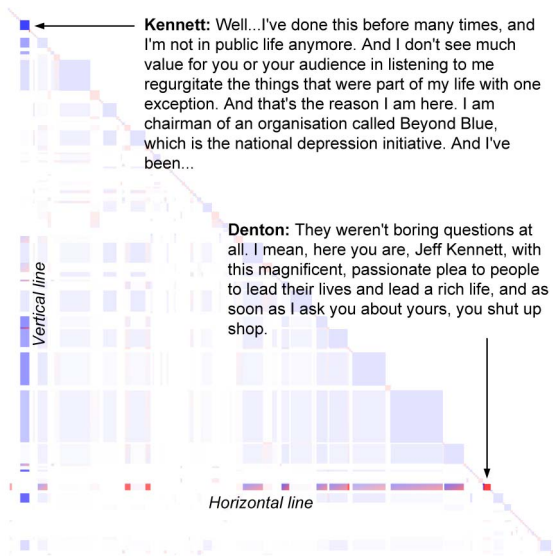 Kennett: Well...I've done this before many times, and
I'm not in public life anymore. And I don't see much
value for you or your audience in listening to me
regurgitate the things that were part of my life with one
exception. And that's the reason I am here. I am
chairman of an organisation called Beyond Blue,
which is the national depression initiative. And I've
been...
Denton: They weren't boring questions at
all. I mean, here you are, Jeff Kennett, with
this magnificent, passionate plea to people
to lead their lives and lead a rich life, and as
soon as I ask you about yours, you shut up
shop.
Vertical line
Horizontal line